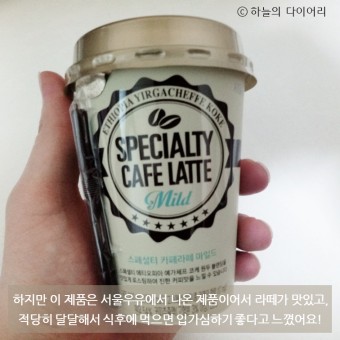 © 하늘의 다이어리
ETHIOPIA YIRGACHEFFE KOKE
SPECIALTY
CAFE LATTE
Mild
스페셜티 카페라떼 마일드
하지만 이 제품은 서울우유에서 나온 제품이어서 라떼가 맛있고,
적당히 달달해서 식후에 먹으면 입가심하기 좋다고 느꼈어요!